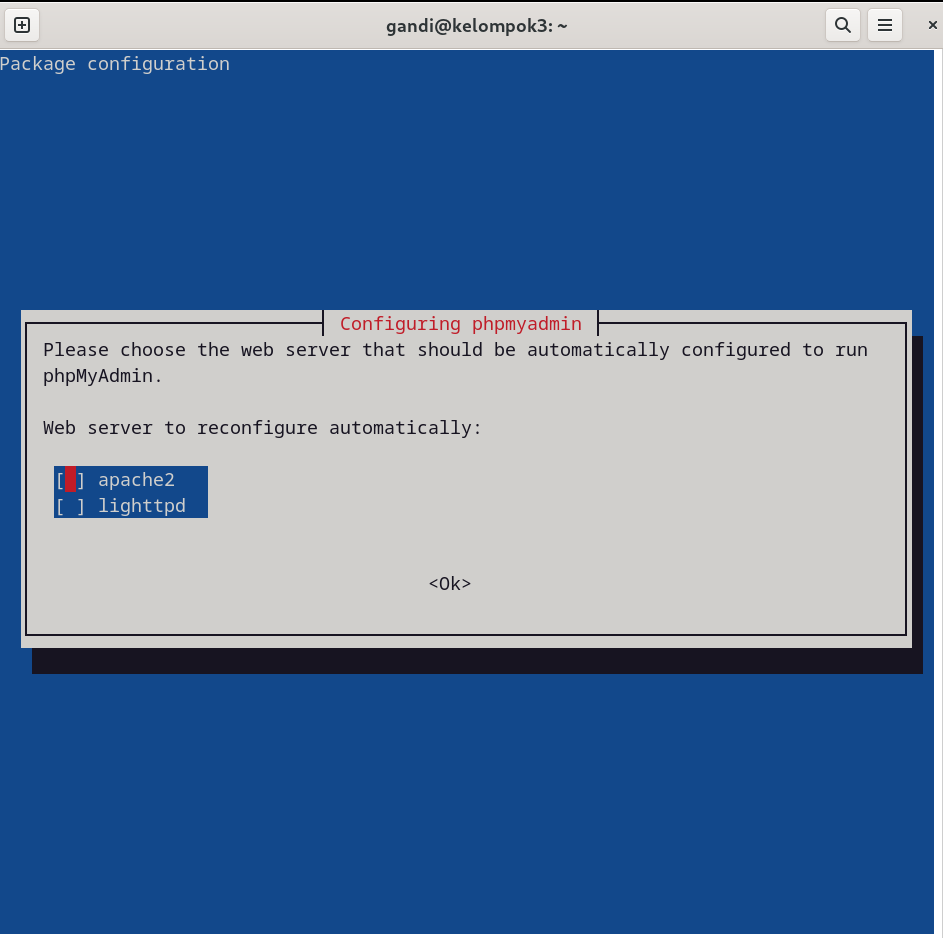 gandi@kelompok3: ~
Package configuration
Configuring phpmyadmin
Please choose the web server that should be automatically configured to run
phpMyAdmin.
Web server to reconfigure automatically:
[ ] apache2
[ ] lighttpd
<Ok>